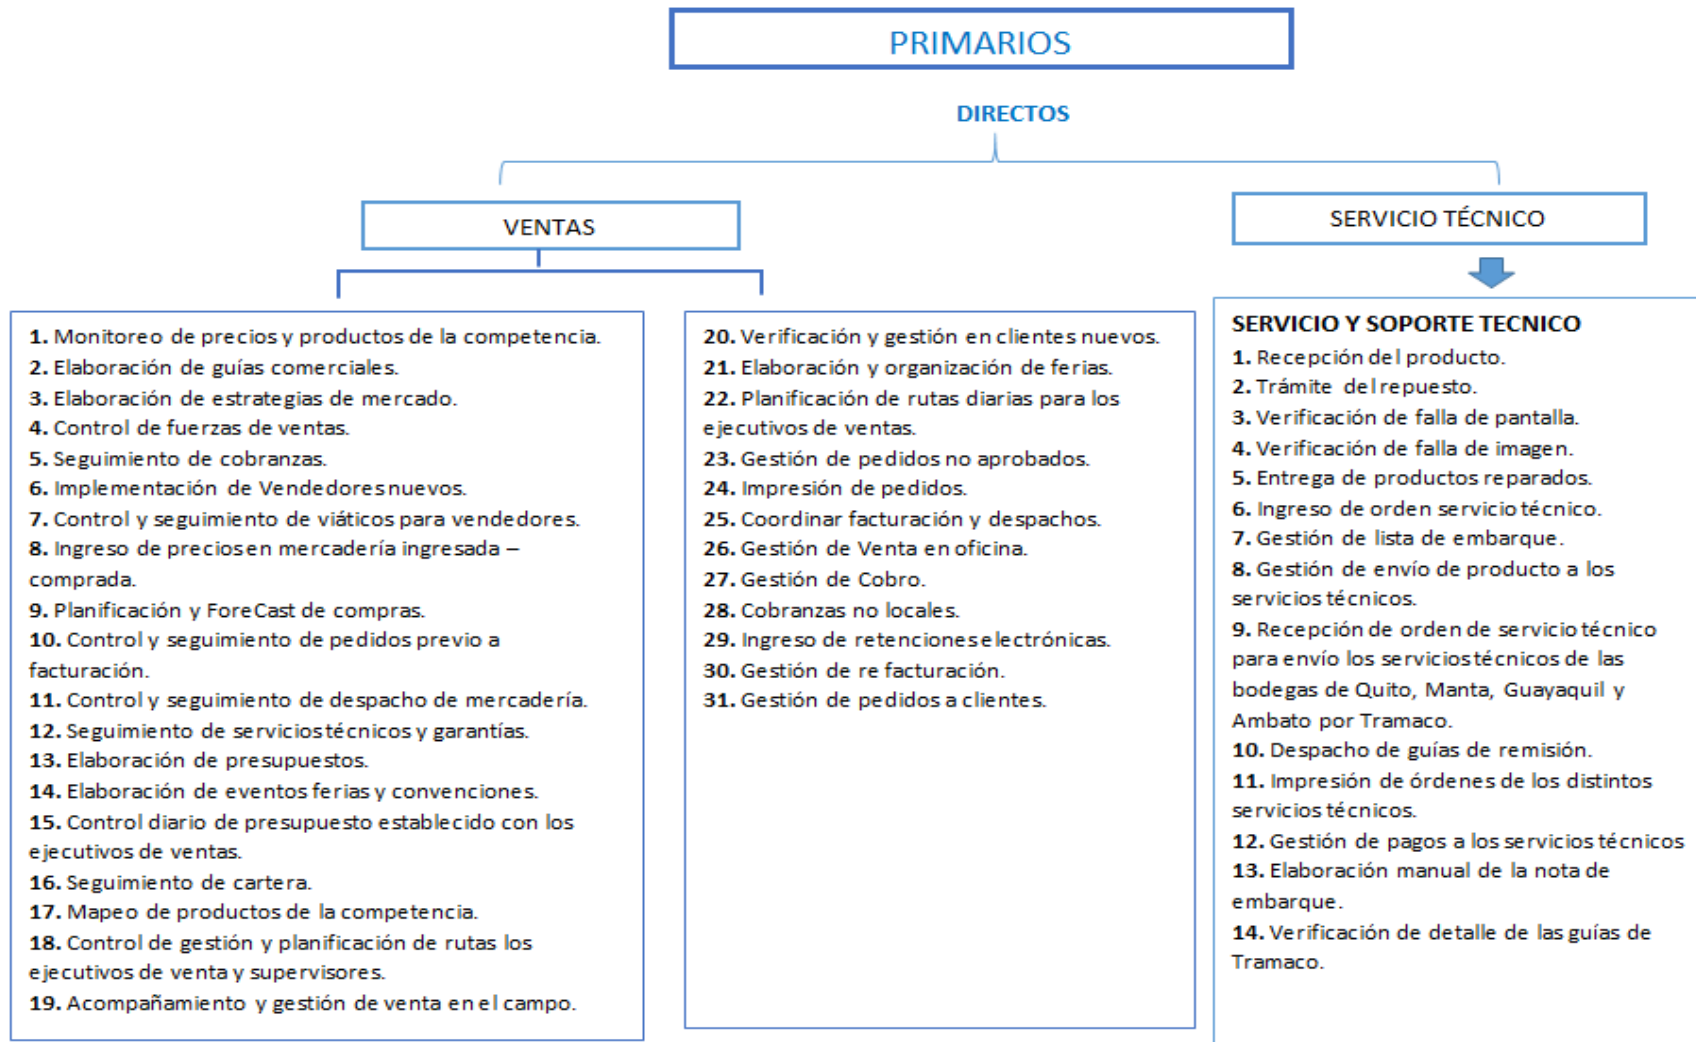 PRIMARIOS
DIRECTOS
VENTAS
1. Monitoreo de precios y productos de la competencia.
2. Elaboración de guías comerciales.
3. Elaboración de estrategias de mercado.
4. Control de fuerzas de ventas.
5. Seguimiento de cobranzas.
6. Implementación de Vendedores nuevos.
7. Control y seguimiento de viáticos para vendedores.
8. Ingreso de precios en mercadería ingresada –
comprada.
9. Planificación y ForeCast de compras.
10. Control y seguimiento de pedidos previo a
facturación.
11. Control y seguimiento de despacho de mercadería.
12. Seguimiento de servicios técnicos y garantías.
13. Elaboración de presupuestos.
14. Elaboración de eventos ferias y convenciones.
15. Control diario de presupuesto establecido con los
ejecutivos de ventas.
16. Seguimiento de cartera.
17. Mapeo de productos de la competencia.
18. Control de gestión y planificación de rutas los
ejecutivos de venta y supervisores.
19. Acompañamiento y gestión de venta en el campo.
20. Verificación y gestión en clientes nuevos.
21. Elaboración y organización de ferias.
22. Planificación de rutas diarias para los
ejecutivos de ventas.
23. Gestión de pedidos no aprobados.
24. Impresión de pedidos.
25. Coordinar facturación y despachos.
26. Gestión de Venta en oficina.
27. Gestión de Cobro.
28. Cobranzas no locales.
29. Ingreso de retenciones electrónicas.
30. Gestión de re facturación.
31. Gestión de pedidos a clientes.
SERVICIO TÉCNICO
SERVICIO Y SOPORTE TECNICO
1. Recepción del producto.
2. Trámite del repuesto.
3. Verificación de falla de pantalla.
4. Verificación de falla de imagen.
5. Entrega de productos reparados.
6. Ingreso de orden servicio técnico.
7. Gestión de lista de embarque.
8. Gestión de envío de producto a los
servicios técnicos.
9. Recepción de orden de servicio técnico
para envío los servicios técnicos de las
bodegas de Quito, Manta, Guayaquil y
Ambato por Tramaco.
10. Despacho de guías de remisión.
11. Impresión de órdenes de los distintos
servicios técnicos.
12. Gestión de pagos a los servicios técnicos
13. Elaboración manual de la nota de
embarque.
14. Verificación de detalle de las guías de
Tramaco.